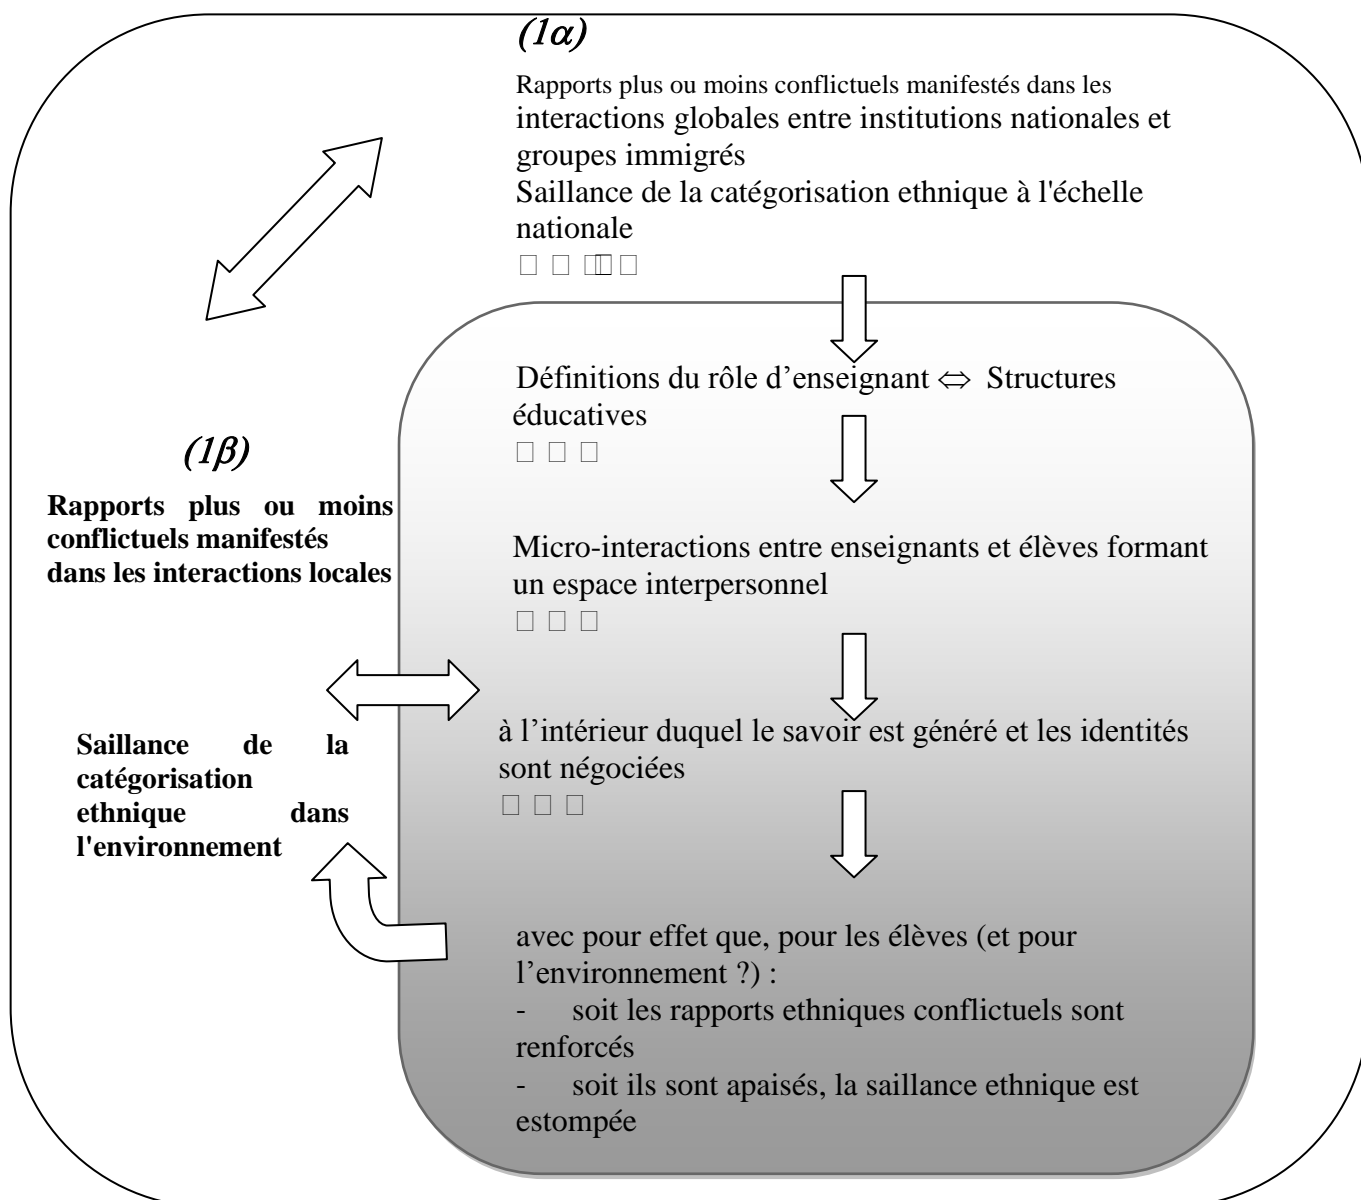 (1α)
Rapports plus ou moins conflictuels manifestés dans les
interactions globales entre institutions nationales et
groupes immigrés
Saillance de la catégorisation ethnique à l'échelle
nationale
Définitions du rôle d’enseignant ⇔ Structures
éducatives
(1β)
Rapports plus ou moins
conflictuels manifestés
dans les interactions locales
Micro-interactions entre enseignants et élèves formant
un espace interpersonnel
à l’intérieur duquel le savoir est généré et les identités
sont négociées
Saillance de la
catégorisation
ethnique dans
l'environnement
avec pour effet que, pour les élèves (et pour
l’environnement ?) :
- soit les rapports ethniques conflictuels sont
renforcés
- soit ils sont apaisés, la saillance ethnique est
estompée